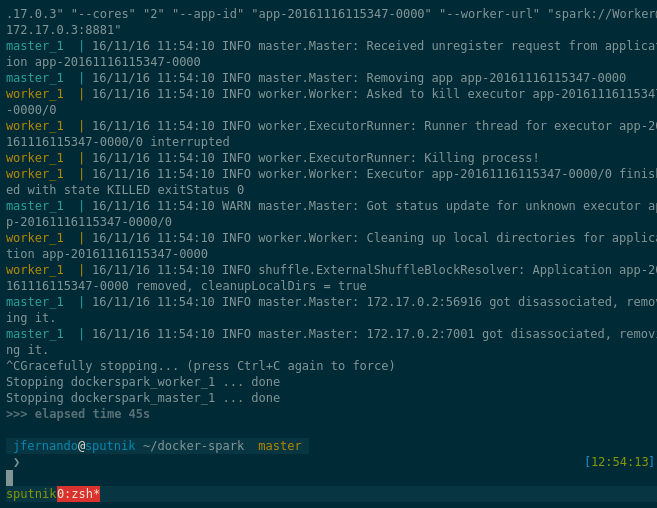 .17.0.3" "--cores" "2" "--app-id" "app-20161116115347-0000" "--worker-url" "spark://Worker
172.17.0.3:8881"
master_1  | 16/11/16 11:54:10 INFO master.Master: Received unregister request from applicat
ion app-20161116115347-0000
master_1  | 16/11/16 11:54:10 INFO master.Master: Removing app app-20161116115347-0000
worker_1  | 16/11/16 11:54:10 INFO worker.Worker: Asked to kill executor app-20161116115347
-0000/0
worker_1  | 16/11/16 11:54:10 INFO worker.ExecutorRunner: Runner thread for executor app-20
161116115347-0000/0 interrupted
worker_1  | 16/11/16 11:54:10 INFO worker.ExecutorRunner: Killing process!
worker_1  | 16/11/16 11:54:10 INFO worker.Worker: Executor app-20161116115347-0000/0 finish
ed with state KILLED exitStatus 0
master_1  | 16/11/16 11:54:10 WARN master.Master: Got status update for unknown executor ap
p-20161116115347-0000/0
worker_1  | 16/11/16 11:54:10 INFO worker.Worker: Cleaning up local directories for applica
tion app-20161116115347-0000
worker_1  | 16/11/16 11:54:10 INFO shuffle.ExternalShuffleBlockResolver: Application app-20
161116115347-0000 removed, cleanupLocalDirs = true
master_1  | 16/11/16 11:54:10 INFO master.Master: 172.17.0.2:56916 got disassociated, remov
ing it.
master_1  | 16/11/16 11:54:10 INFO master.Master: 172.17.0.2:7001 got disassociated, removi
ng it.
^CGracefully stopping... (press Ctrl+C again to force)
Stopping dockerspark_worker_1 ... done
Stopping dockerspark_master_1 ... done
>>> elapsed time 45s
jfernando@sputnik ~/docker-spark  master
❯ [12:54:13]
sputnik 0:zsh*